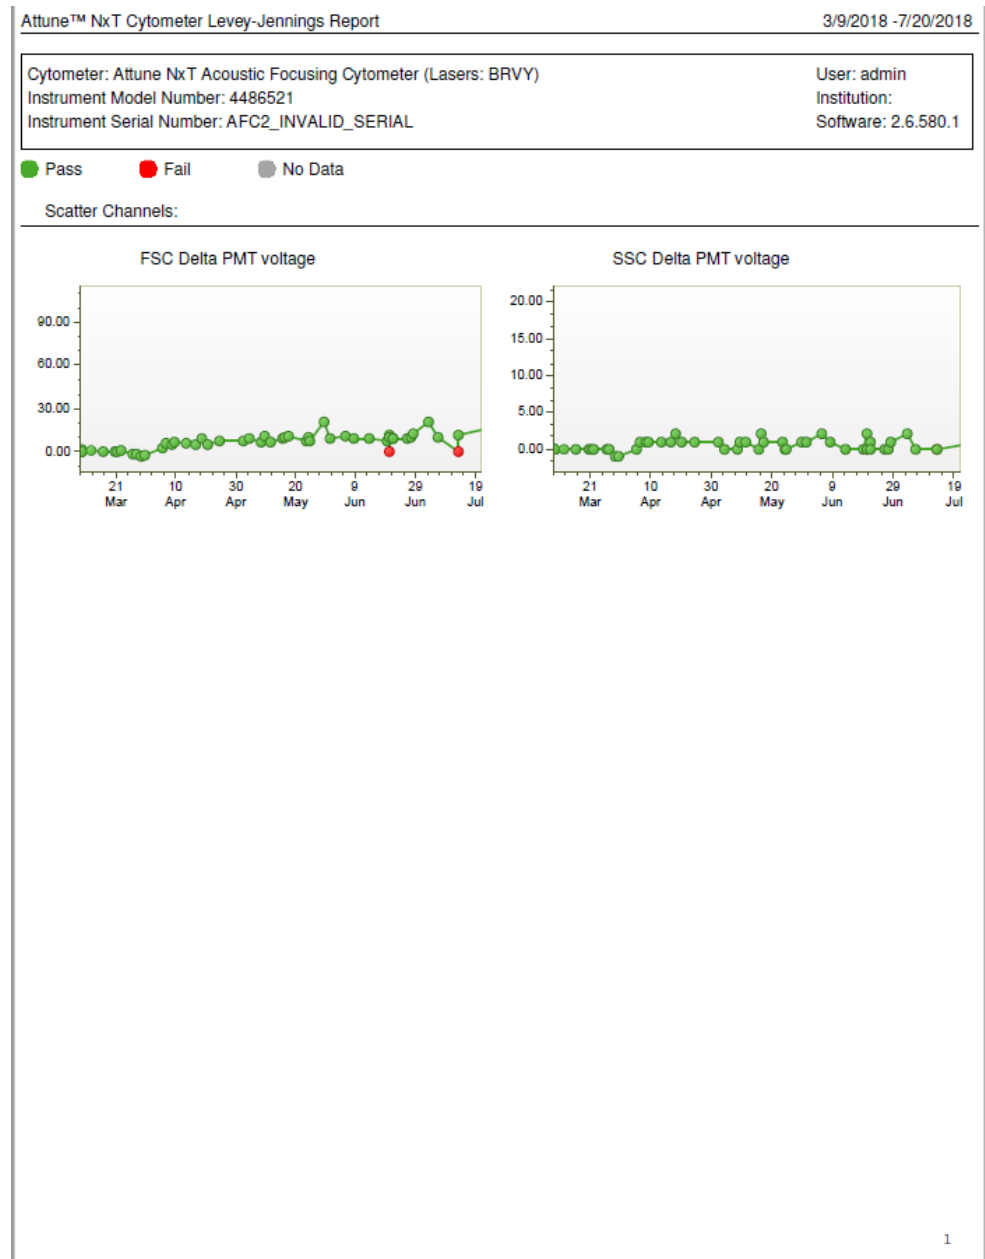 Attune™ NxT Cytometer Levey-Jennings Report 3/9/2018 -7/20/2018
Cytometer: Attune NxT Acoustic Focusing Cytometer (Lasers: BRVY) User: admin
Instrument Model Number: 4486521 Institution:
Instrument Serial Number: AFC2_INVALID_SERIAL Software: 2.6.580.1
Pass Fail No Data
Scatter Channels:
FSC Delta PMT voltage
90.00
60.00
30.00
0.00
21 10 30 20 9 29 19
Mar Apr Apr May Jun Jun Jul
SSC Delta PMT voltage
20.00
15.00
10.00
5.00
0.00
21 10 30 20 9 29 19
Mar Apr Apr May Jun Jun Jul
1